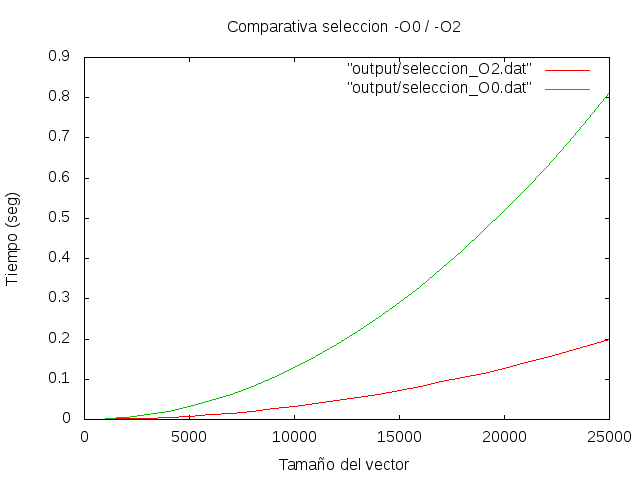 Comparativa seleccion -O0 / -O2
"output/seleccion_O2.dat"
"output/seleccion_O0.dat"
Tiempo (seg)
0.9
0.8
0.7
0.6
0.5
0.4
0.3
0.2
0.1
0
0 5000 10000 15000 20000 25000
Tamaño del vector